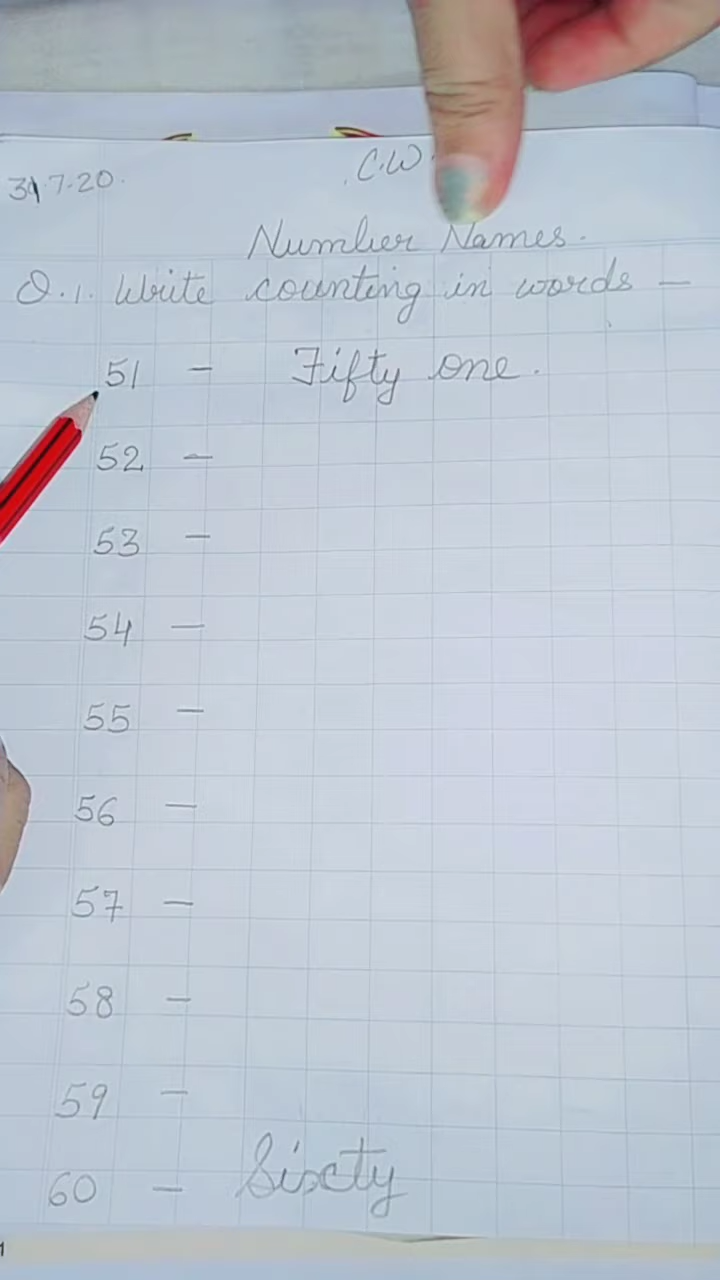 31.7.20.
C.W.
Number Names.
Q.1. Write counting in words —
51 — Fifty one.
52 —
53 —
54 —
55 —
56 —
57 —
58 —
59 —
60 — Sixty